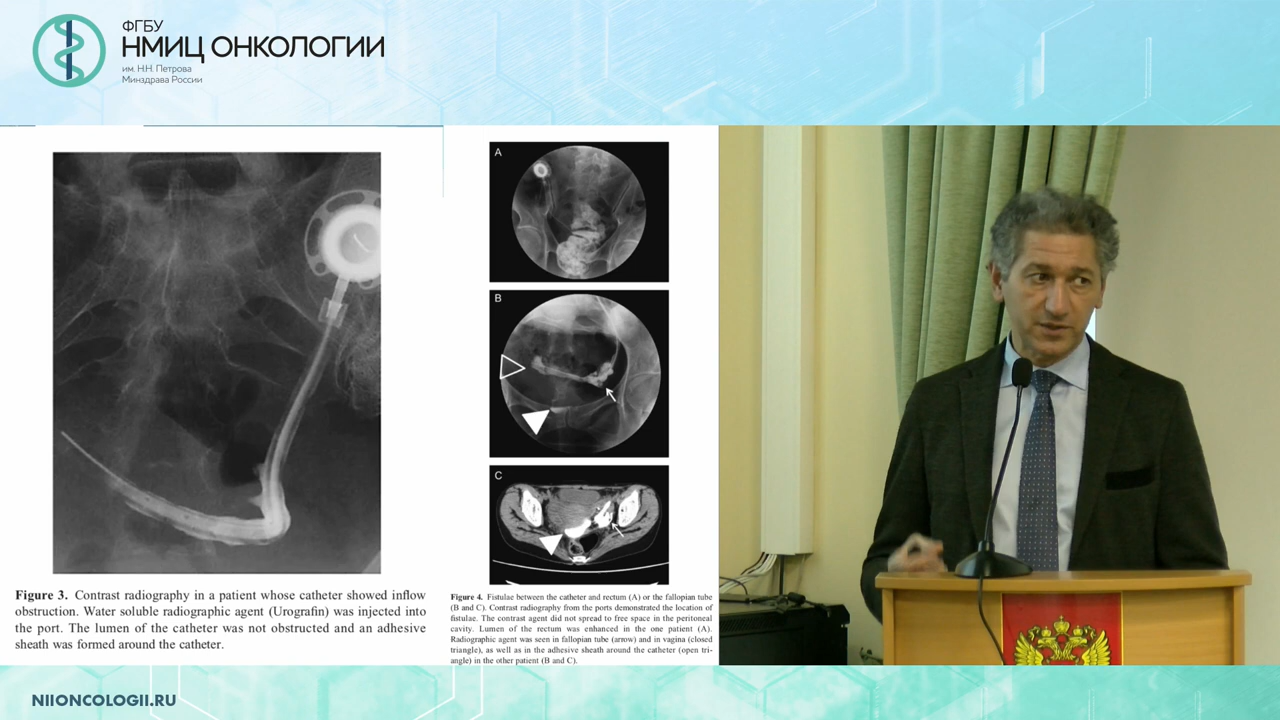 ФГБУ
НМИЦ ОНКОЛОГИИ
им. Н.Н. Петрова
Минздрава России
Figure 3. Contrast radiography in a patient whose catheter showed inflow
obstruction. Water soluble radiographic agent (Urografin) was injected into
the port. The lumen of the catheter was not obstructed and an adhesive
sheath was formed around the catheter.
A
B
C
Figure 4. Fistulae between the catheter and rectum (A) or the fallopian tube
(B and C). Contrast radiography from the ports demonstrated the location of
fistulae. The contrast agent did not spread to free space in the peritoneal
cavity. Lumen of the rectum was enhanced in the one patient (A).
Radiographic agent was seen in fallopian tube (arrow) and in vagina (closed
triangle), as well as in the adhesive sheath around the catheter (open tri-
angle) in the other patient (B and C).
NIIONCOLOGII.RU